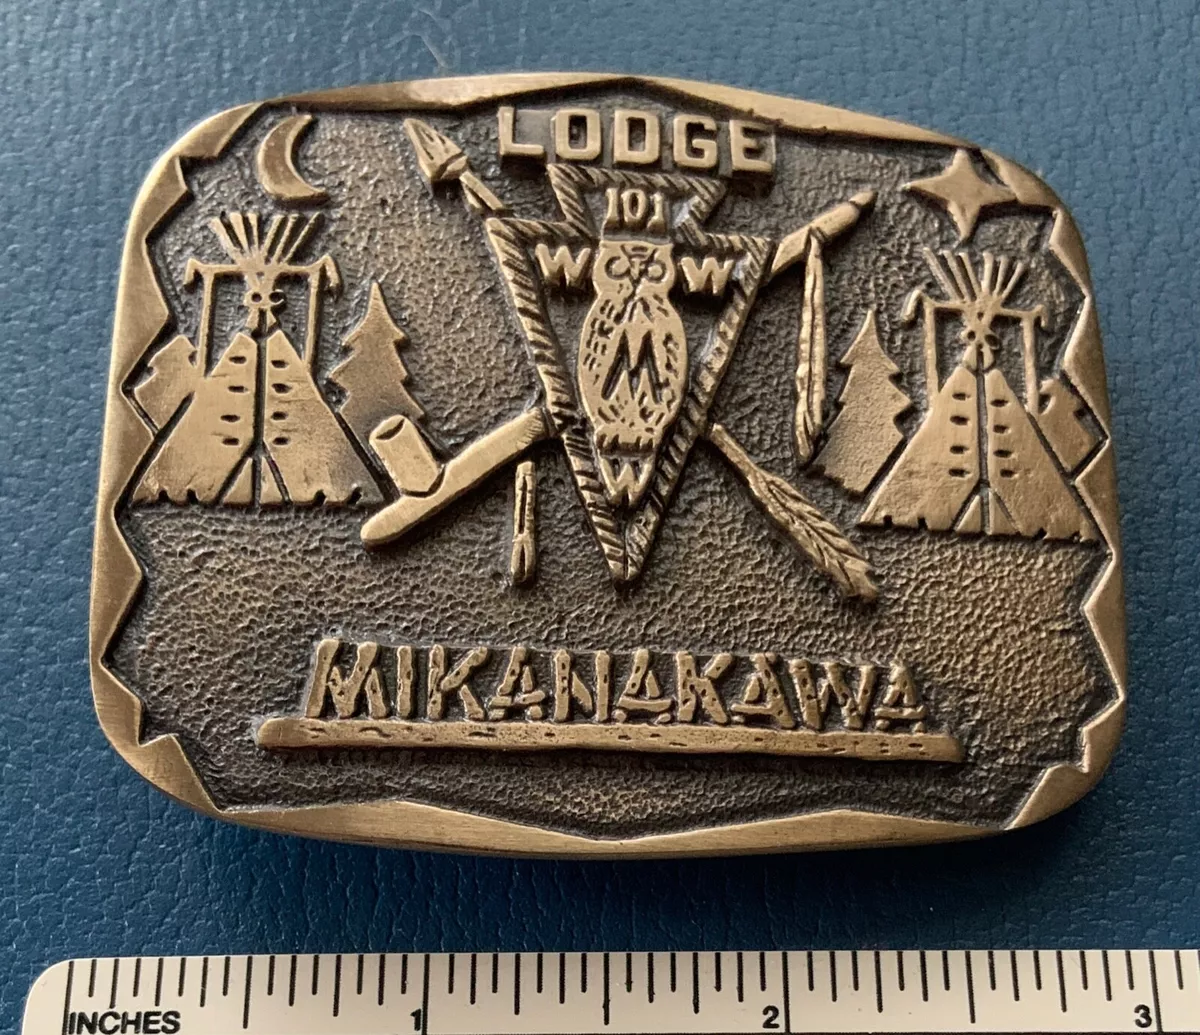 LODGE
101
W W
M
W
MIKANAKAWA
INCHES 1 2 3